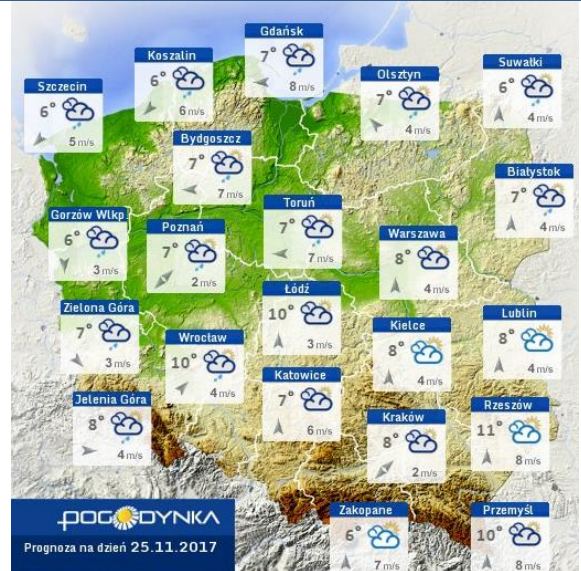 Gdańsk
7°
8 m/s
Koszalin
6°
6 m/s
Suwałki
6°
4 m/s
Olsztyn
7°
4 m/s
Szczecin
6°
5 m/s
Bydgoszcz
7°
7 m/s
Białystok
7°
4 m/s
Toruń
7°
7 m/s
Gorzów Wlkp
6°
3 m/s
Poznań
7°
2 m/s
Warszawa
8°
4 m/s
Łódź
10°
3 m/s
Zielona Góra
7°
3 m/s
Lublin
8°
4 m/s
Kielce
8°
4 m/s
Wrocław
10°
4 m/s
Katowice
7°
6 m/s
Jelenia Góra
8°
4 m/s
Rzeszów
11°
8 m/s
Kraków
8°
2 m/s
Zakopane
6°
7 m/s
Przemyśl
10°
8 m/s
POGODYNKA
Prognoza na dzień 25.11.2017